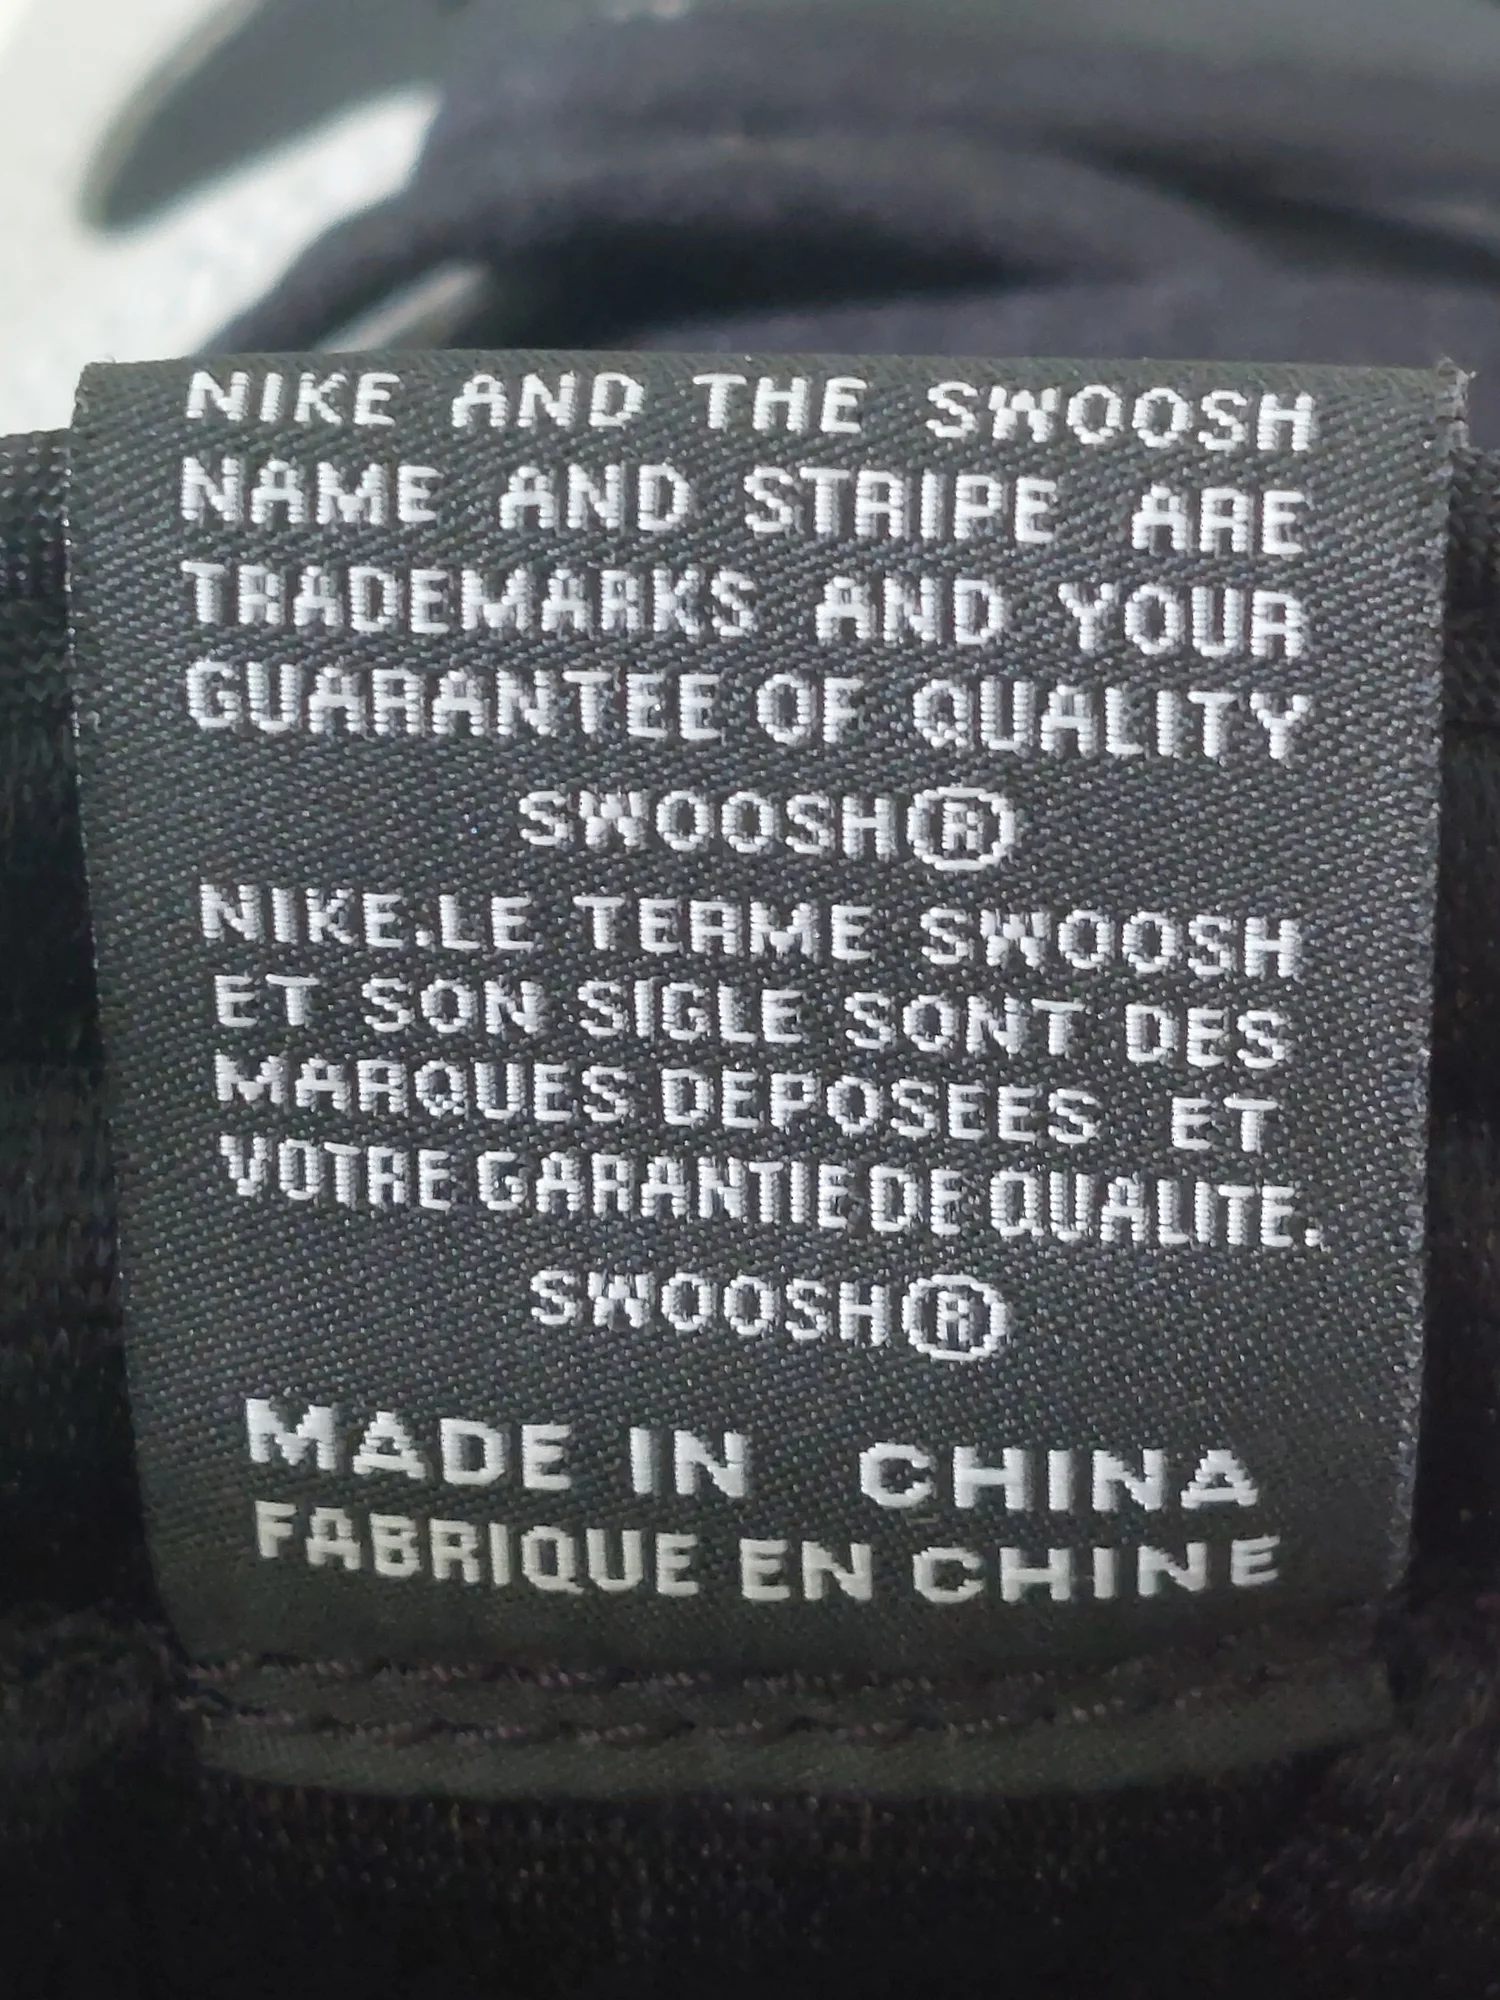 NIKE AND THE SWOOSH
NAME AND STRIPE ARE
TRADEMARKS AND YOUR
GUARANTEE OF QUALITY
SWOOSH®
NIKE.LE TERME SWOOSH
ET SON SIGLE SONT DES
MARQUES DEPOSEES ET
VOTRE GARANTIE DE QUALITE.
SWOOSH®
MADE IN CHINA
FABRIQUE EN CHINE